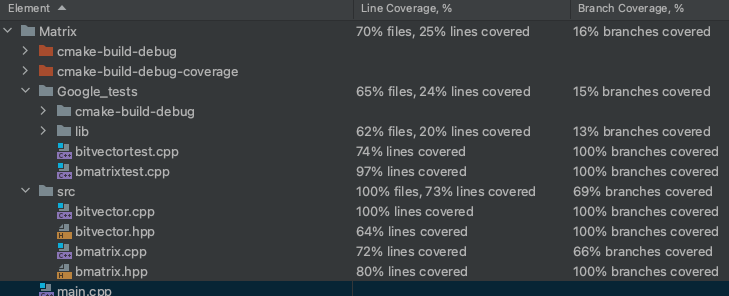 Element Line Coverage, % Branch Coverage, %
Matrix 70% files, 25% lines covered 16% branches covered
cmake-build-debug
cmake-build-debug-coverage
Google_tests 65% files, 24% lines covered 15% branches covered
cmake-build-debug
lib 62% files, 20% lines covered 13% branches covered
bitvectortest.cpp 74% lines covered 100% branches covered
bmatrixtest.cpp 97% lines covered 100% branches covered
src 100% files, 73% lines covered 69% branches covered
bitvector.cpp 100% lines covered 100% branches covered
bitvector.hpp 64% lines covered 100% branches covered
bmatrix.cpp 72% lines covered 66% branches covered
bmatrix.hpp 80% lines covered 100% branches covered
main.cpp